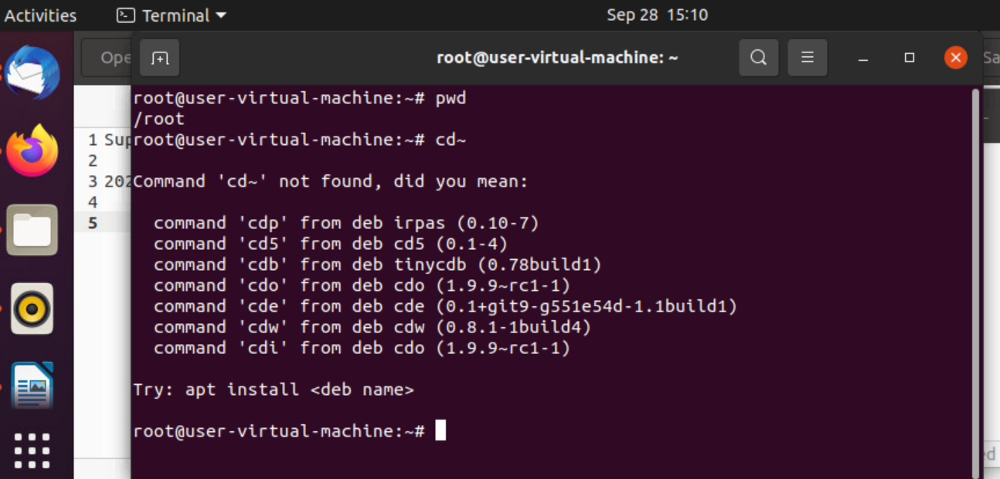 Activities Terminal Sep 28 15:10
Ope root@user-virtual-machine: ~ Sa
root@user-virtual-machine:~# pwd
/root
1 Sup root@user-virtual-machine:~# cd~
2
3 202 Command 'cd~' not found, did you mean:
4
5 command 'cdp' from deb irpas (0.10-7)
command 'cd5' from deb cd5 (0.1-4)
command 'cdb' from deb tinycdb (0.78build1)
command 'cdo' from deb cdo (1.9.9~rc1-1)
command 'cde' from deb cde (0.1+git9-g551e54d-1.1build1)
command 'cdw' from deb cdw (0.8.1-1build4)
command 'cdi' from deb cdo (1.9.9~rc1-1)
Try: apt install <deb name>
root@user-virtual-machine:~#
ed